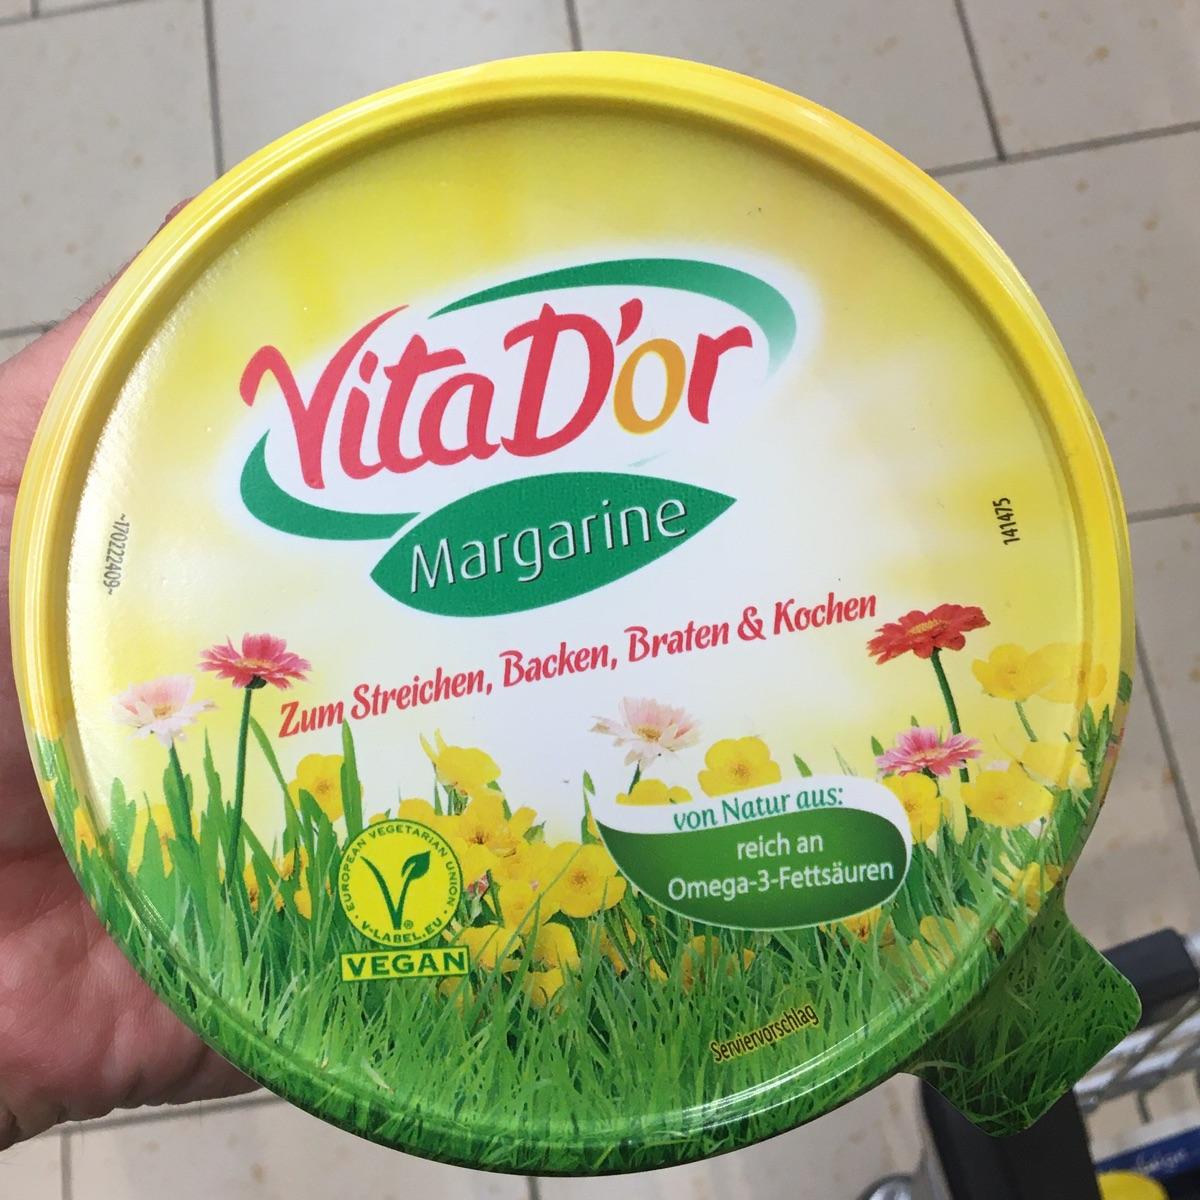 Vita D'or
Margarine
Zum Streichen, Backen, Braten & Kochen
von Natur aus:
reich an
Omega-3-Fettsäuren
EUROPEAN VEGETARIAN UNION
V-LABEL.EU
®
VEGAN
Serviervorschlag
~170222409~
141475